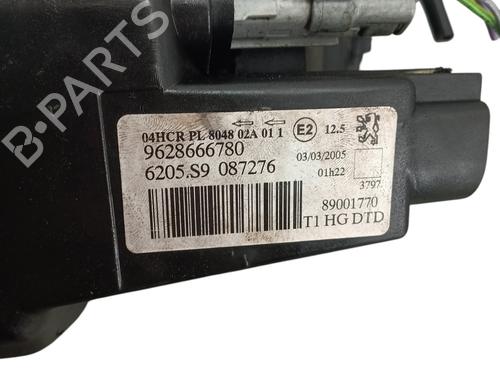 B-PARTS
04HCR PL 8048 02A 01 1 E2 12.5
9628666780 03/03/2005
6205.S9 087276 01h22
3797
89001770
T1 HG DTD